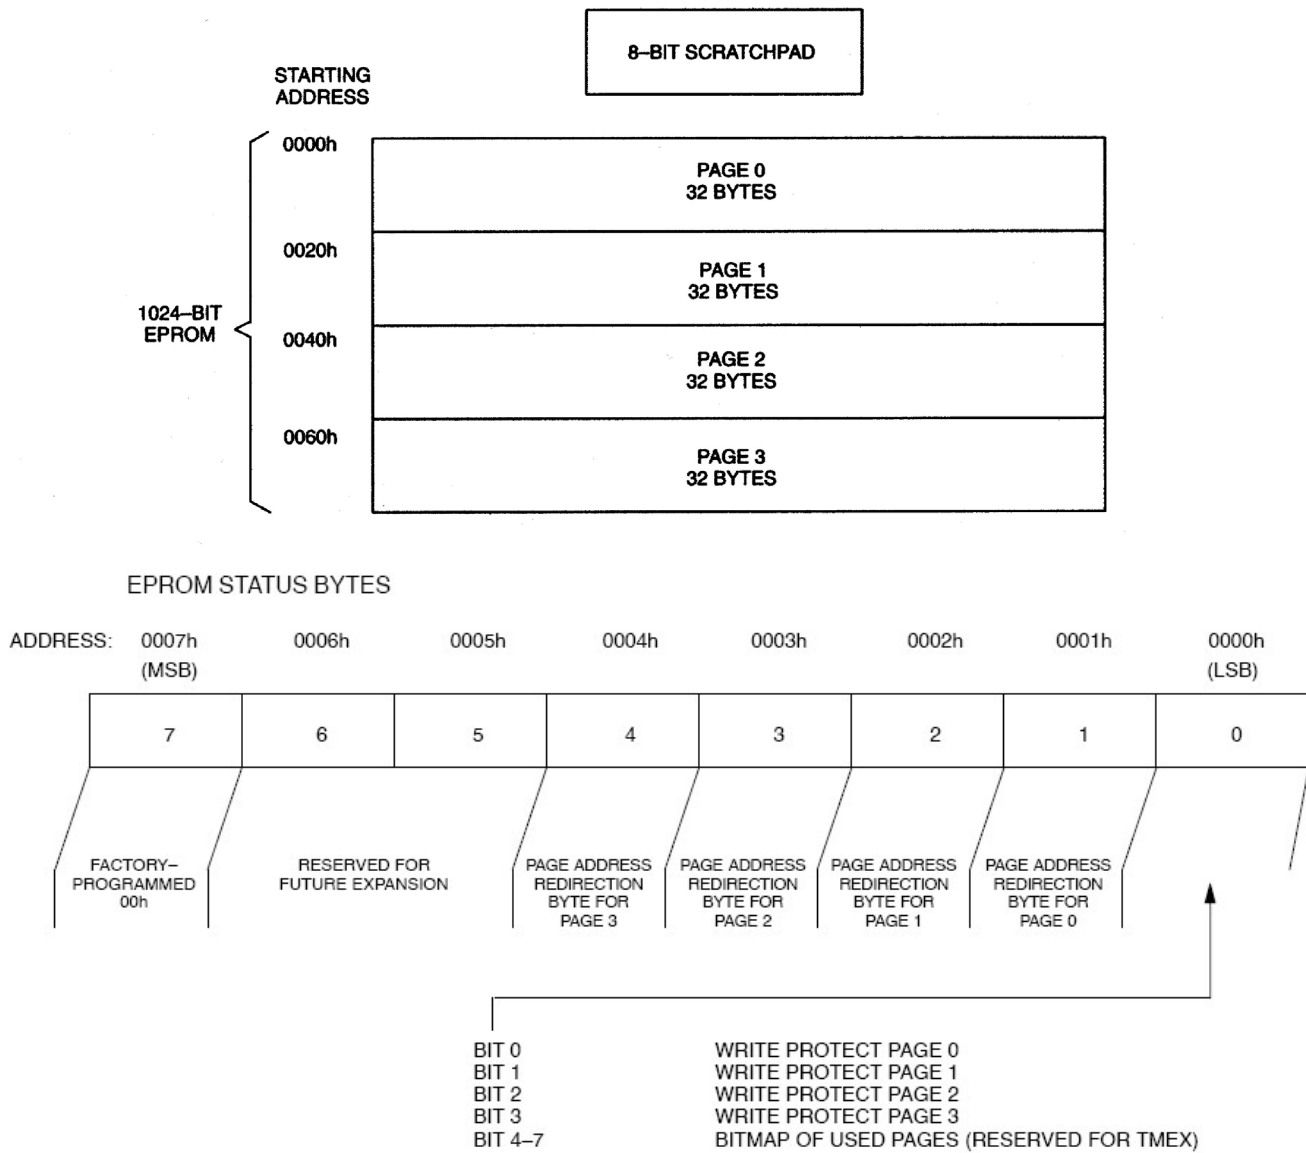 8–BIT SCRATCHPAD
STARTING
ADDRESS
0000h
PAGE 0
32 BYTES
0020h
PAGE 1
32 BYTES
1024–BIT
EPROM
0040h
PAGE 2
32 BYTES
0060h
PAGE 3
32 BYTES
EPROM STATUS BYTES
ADDRESS: 0007h 0006h 0005h 0004h 0003h 0002h 0001h 0000h
(MSB) (LSB)
7 6 5 4 3 2 1 0
FACTORY–
PROGRAMMED
00h
RESERVED FOR
FUTURE EXPANSION
PAGE ADDRESS
REDIRECTION
BYTE FOR
PAGE 3
PAGE ADDRESS
REDIRECTION
BYTE FOR
PAGE 2
PAGE ADDRESS
REDIRECTION
BYTE FOR
PAGE 1
PAGE ADDRESS
REDIRECTION
BYTE FOR
PAGE 0
BIT 0 WRITE PROTECT PAGE 0
BIT 1 WRITE PROTECT PAGE 1
BIT 2 WRITE PROTECT PAGE 2
BIT 3 WRITE PROTECT PAGE 3
BIT 4–7 BITMAP OF USED PAGES (RESERVED FOR TMEX)